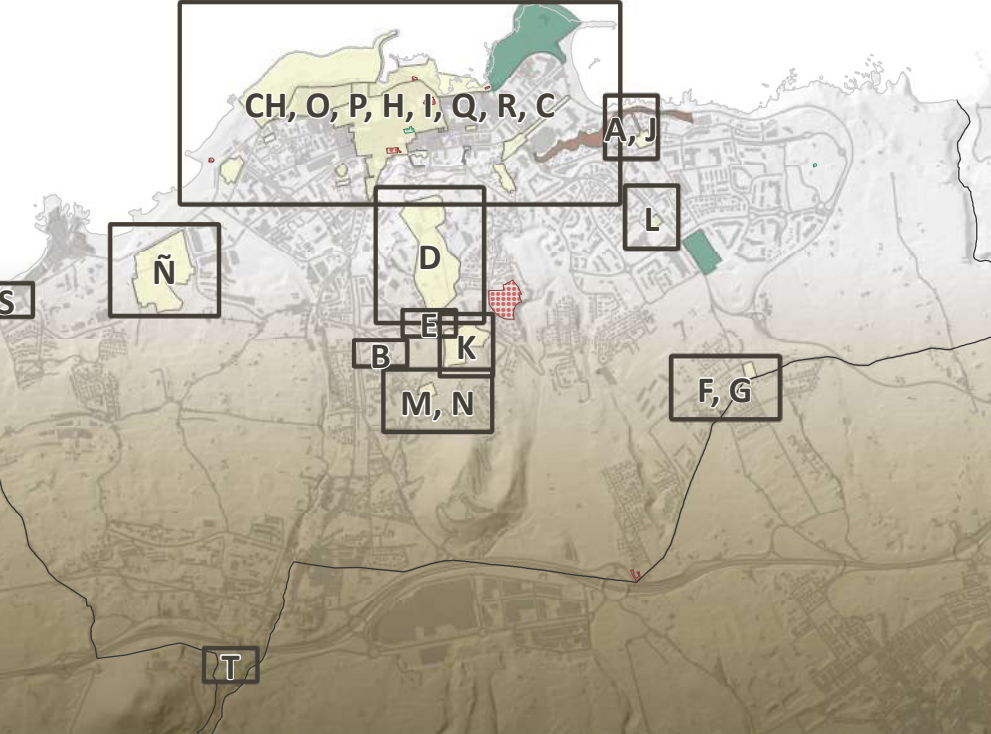 CH, O, P, H, I, Q, R, C
A, J
L
D
Ñ
S
E
K
B
M, N
F, G
T